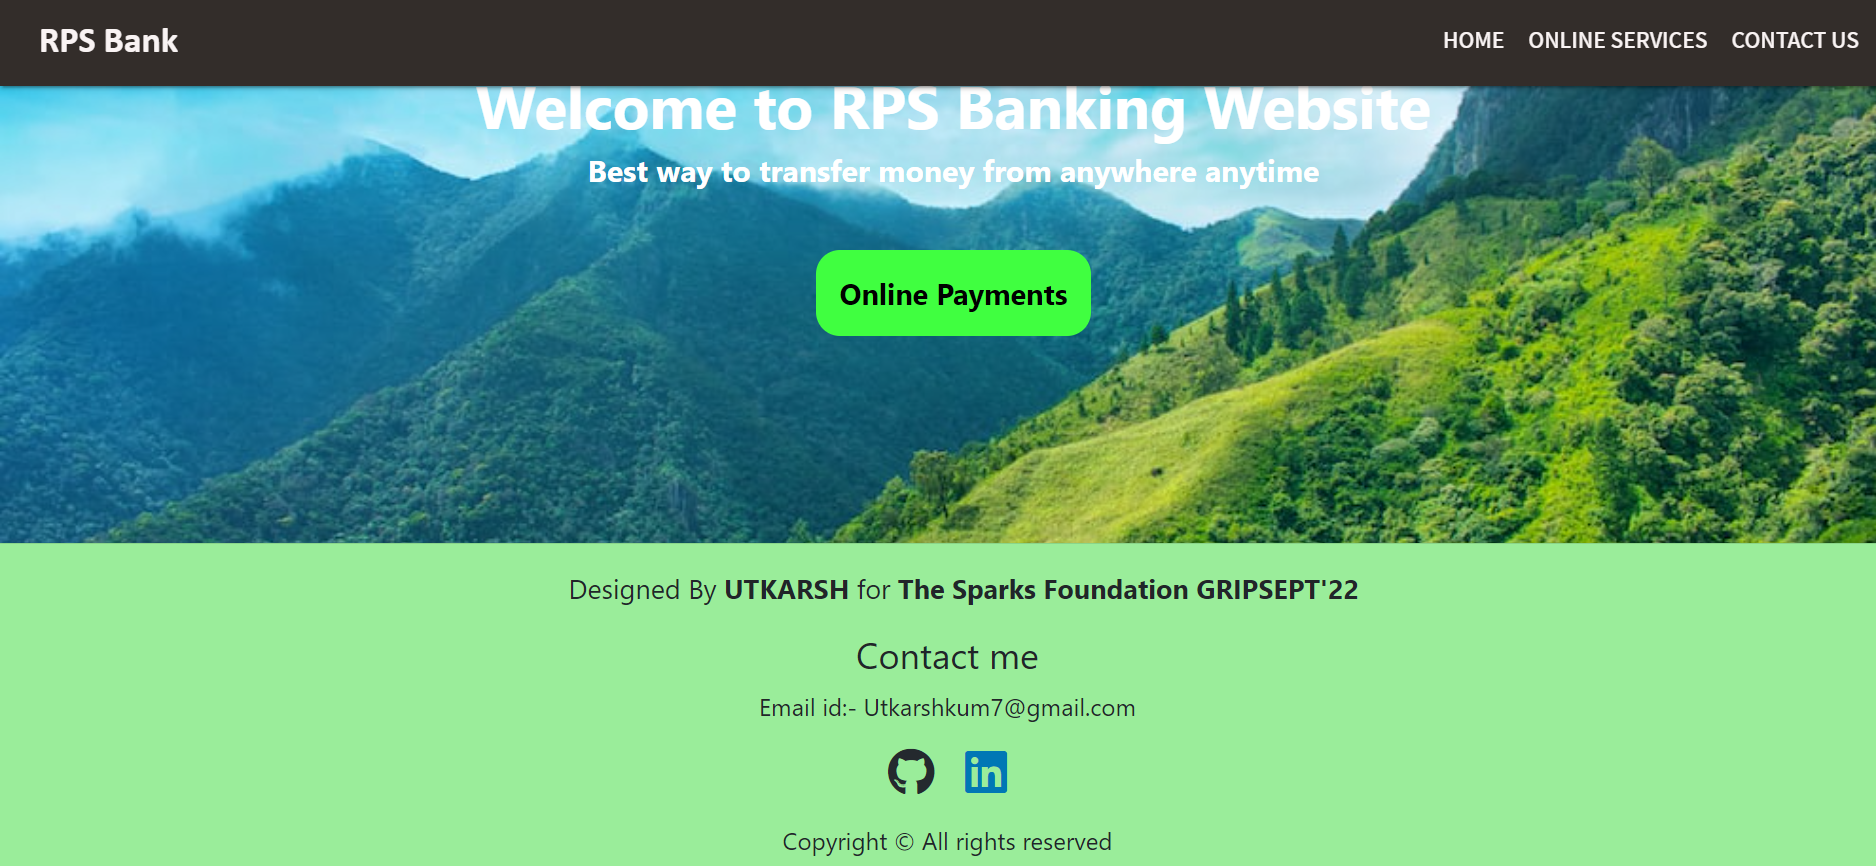 RPS Bank
HOME ONLINE SERVICES CONTACT US
Welcome to RPS Banking Website
Best way to transfer money from anywhere anytime
Online Payments
Designed By UTKARSH for The Sparks Foundation GRIPSEPT'22
Contact me
Email id:- Utkarshkum7@gmail.com
in
Copyright © All rights reserved